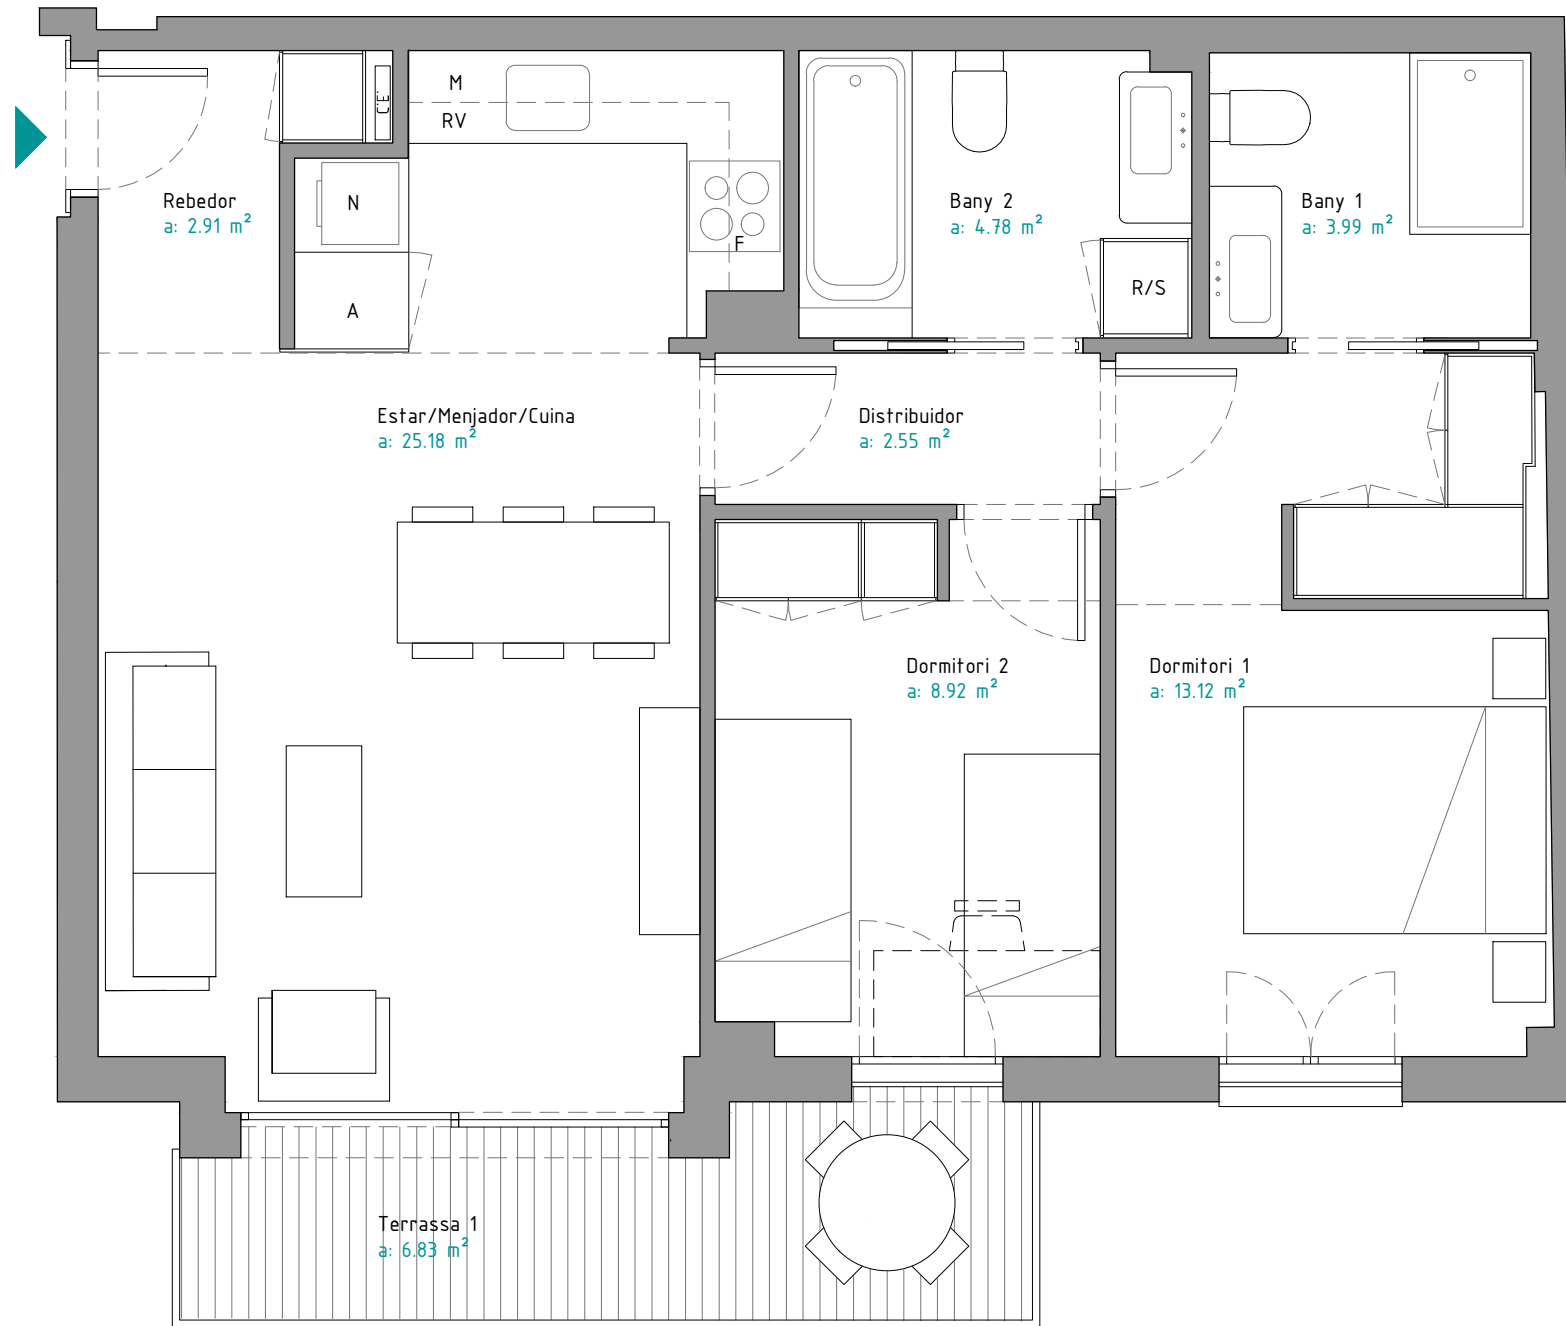 C.E.
M
RV
N
A
F
Rebedor
a: 2.91 m²
Bany 2
a: 4.78 m²
Bany 1
a: 3.99 m²
R/S
Estar/Menjador/Cuina
a: 25.18 m²
Distribuidor
a: 2.55 m²
Dormitori 2
a: 8.92 m²
Dormitori 1
a: 13.12 m²
Terrassa 1
a: 6.83 m²